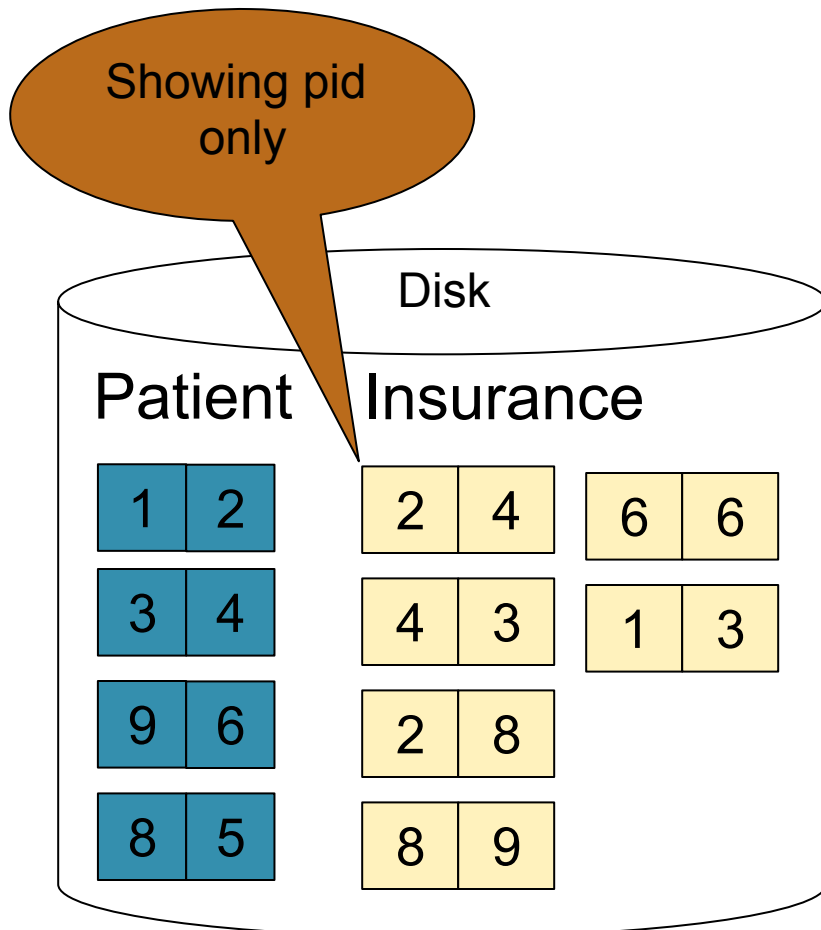 Showing pid
only
Disk
Patient Insurance
1 2 2 4 6 6
3 4 4 3 1 3
9 6 2 8
8 5 8 9